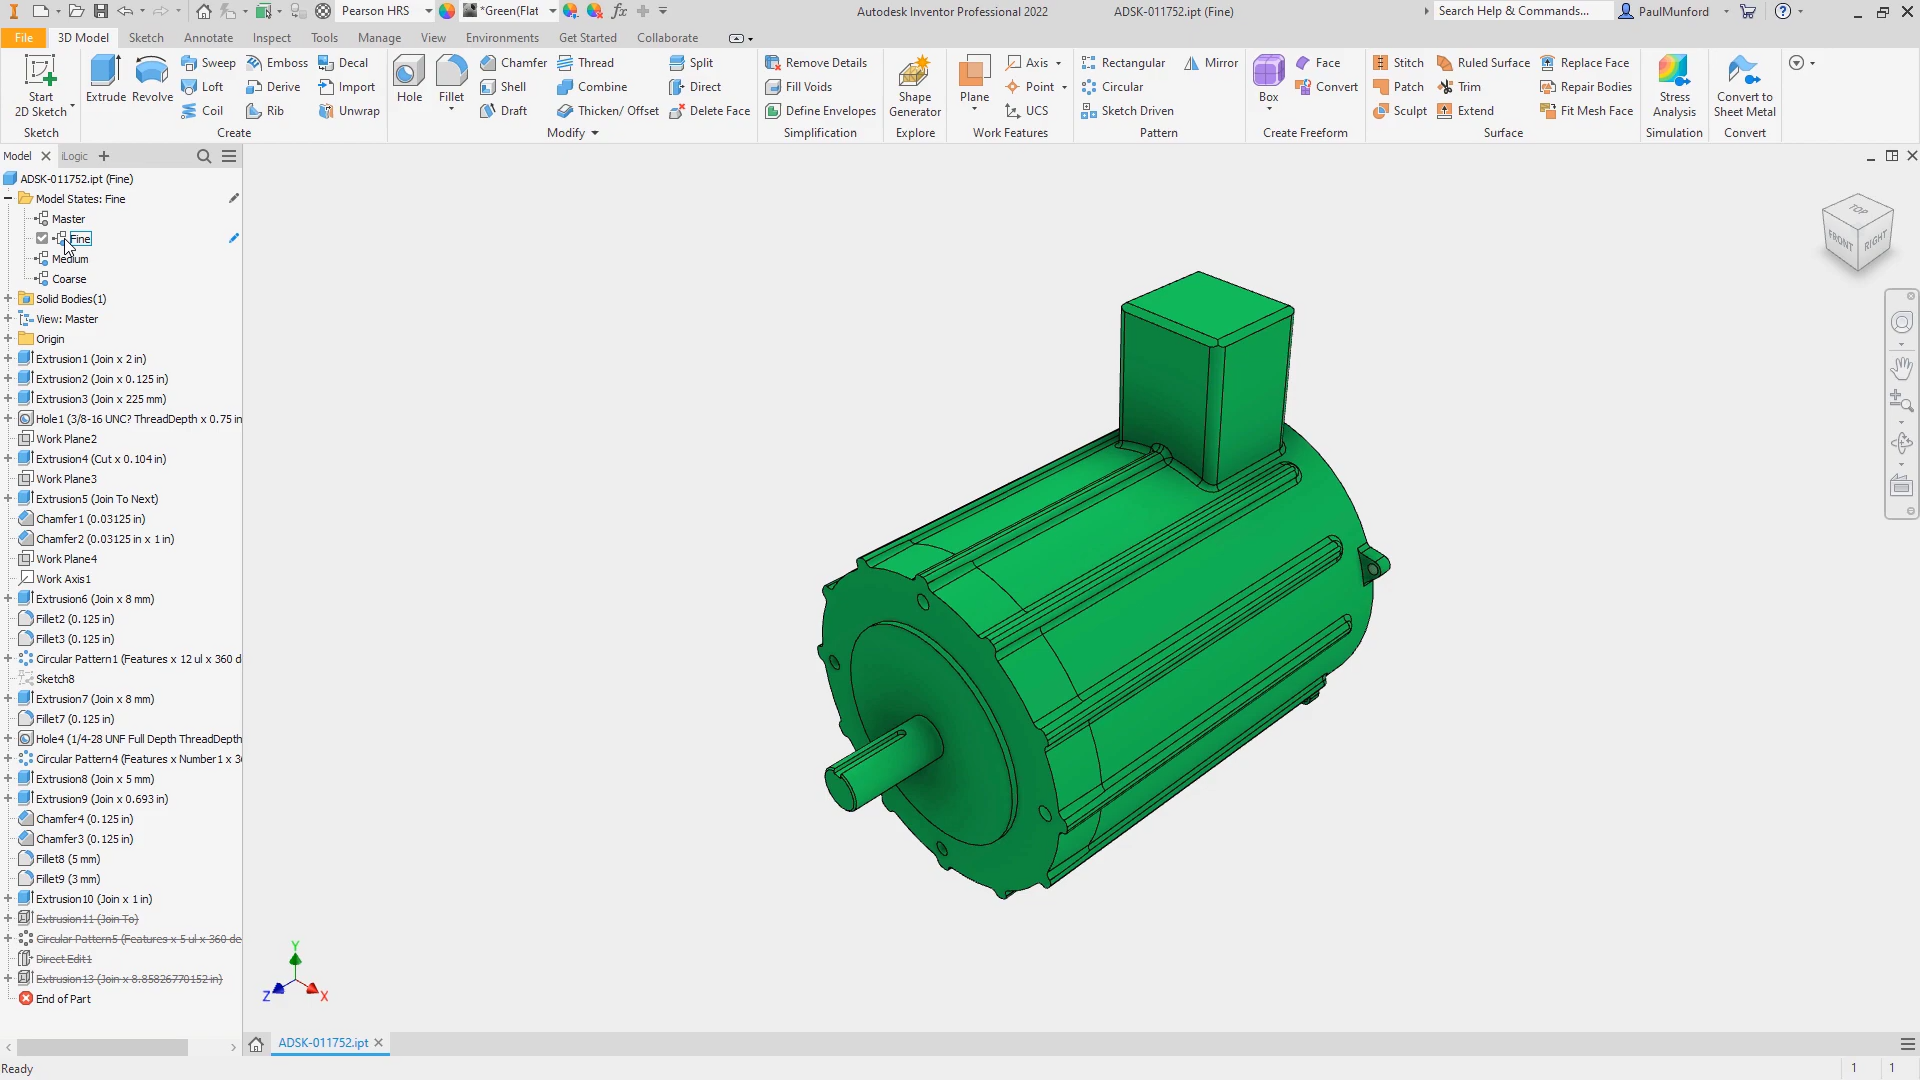 Pearson HRS
*Green(Flat
fx
Autodesk Inventor Professional 2022
ADSK-011752.ipt (Fine)
Search Help & Commands...
PaulMunford
File
3D Model
Sketch
Annotate
Inspect
Tools
Manage
View
Environments
Get Started
Collaborate
Start
2D Sketch
Sketch
Extrude
Revolve
Sweep
Loft
Coil
Emboss
Derive
Rib
Decal
Import
Unwrap
Create
Hole
Fillet
Chamfer
Shell
Draft
Thread
Combine
Thicken/ Offset
Split
Direct
Delete Face
Modify
Remove Details
Fill Voids
Define Envelopes
Simplification
Shape
Generator
Explore
Plane
Axis
Point
UCS
Work Features
Rectangular
Circular
Sketch Driven
Mirror
Pattern
Box
Face
Convert
Create Freeform
Stitch
Patch
Sculpt
Ruled Surface
Trim
Extend
Replace Face
Repair Bodies
Fit Mesh Face
Surface
Stress
Analysis
Simulation
Convert to
Sheet Metal
Convert
Model
iLogic
ADSK-011752.ipt (Fine)
Model States: Fine
Master
Fine
Medium
Coarse
Solid Bodies(1)
View: Master
Origin
Extrusion1 (Join x 2 in)
Extrusion2 (Join x 0.125 in)
Extrusion3 (Join x 225 mm)
Hole1 (3/8-16 UNC? ThreadDepth x 0.75 in
Work Plane2
Extrusion4 (Cut x 0.104 in)
Work Plane3
Extrusion5 (Join To Next)
Chamfer1 (0.03125 in)
Chamfer2 (0.03125 in x 1 in)
Work Plane4
Work Axis1
Extrusion6 (Join x 8 mm)
Fillet2 (0.125 in)
Fillet3 (0.125 in)
Circular Pattern1 (Features x 12 ul x 360 d
Sketch8
Extrusion7 (Join x 8 mm)
Fillet7 (0.125 in)
Hole4 (1/4-28 UNF Full Depth ThreadDepth
Circular Pattern4 (Features x Number1 x 3
Extrusion8 (Join x 5 mm)
Extrusion9 (Join x 0.693 in)
Chamfer4 (0.125 in)
Chamfer3 (0.125 in)
Fillet8 (5 mm)
Fillet9 (3 mm)
Extrusion10 (Join x 1 in)
Extrusion11 (Join To)
Circular Pattern5 (Features x 5 ul x 360 de
Direct Edit1
Extrusion13 (Join x 8.85826770152 in)
End of Part
TOP
FRONT
RIGHT
Y
Z
X
ADSK-011752.ipt
Ready
1
1